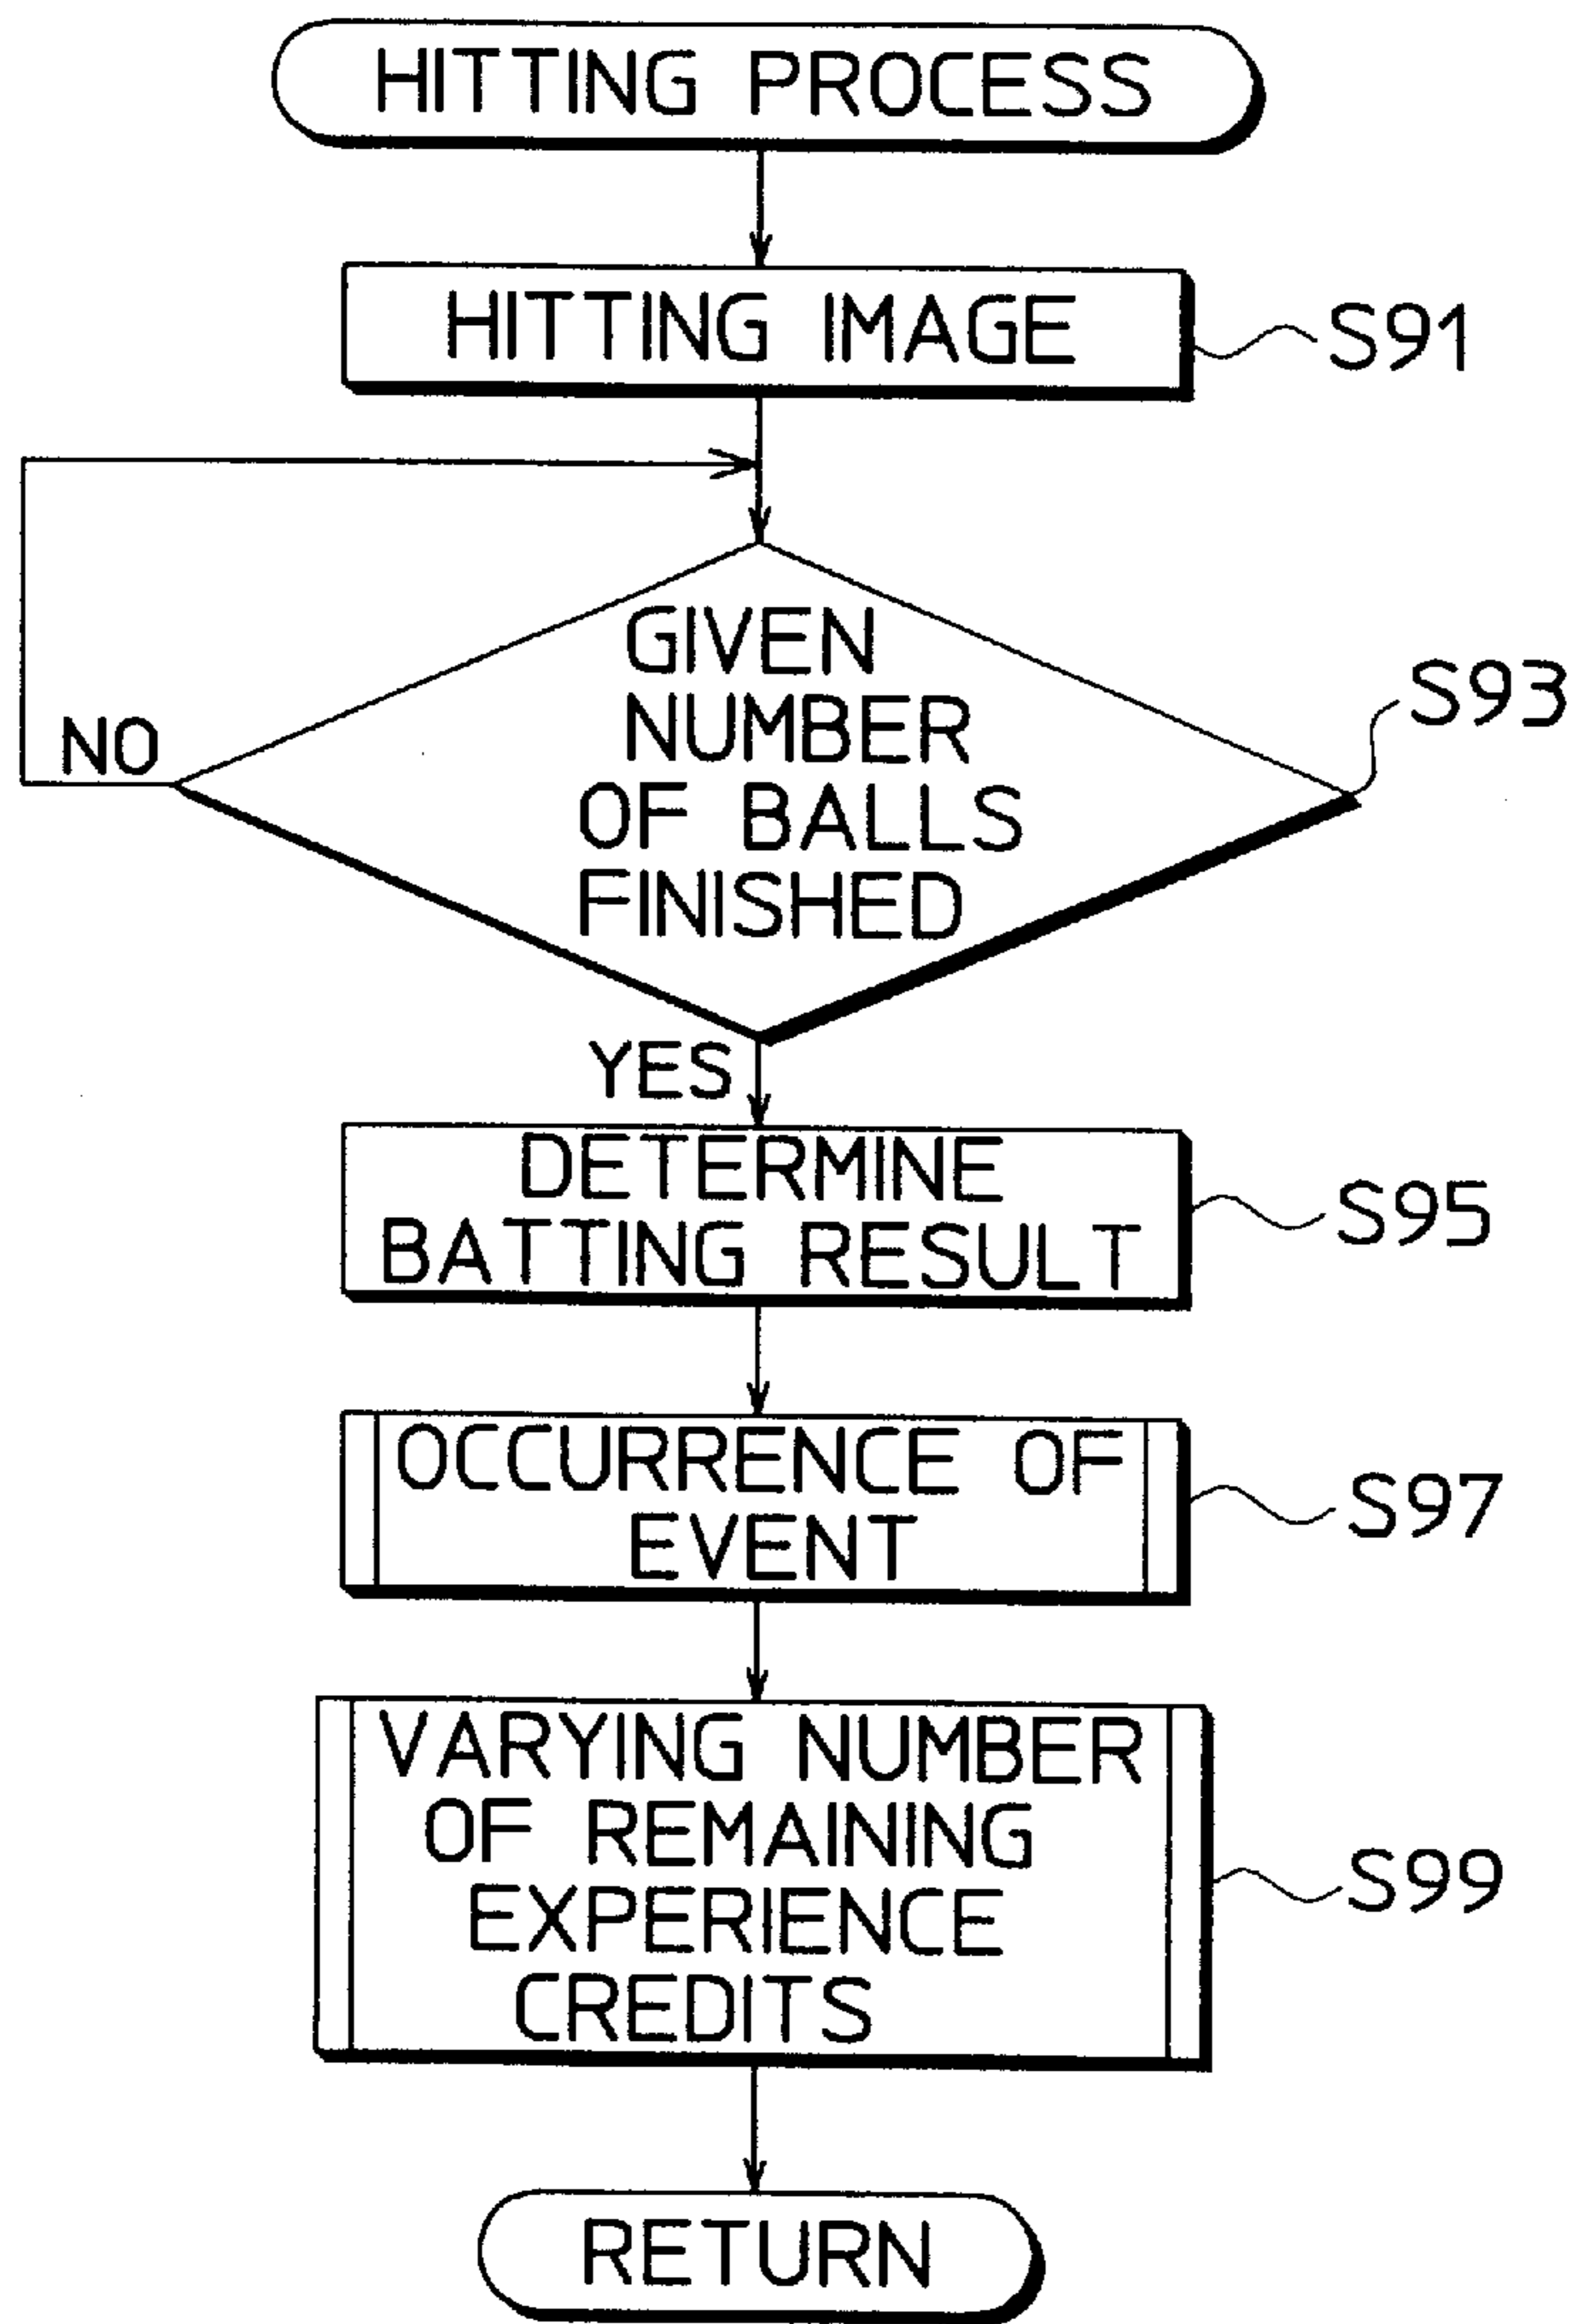 HITTING PROCESS
HITTING IMAGE
S91
GIVEN
NUMBER
OF BALLS
FINISHED
S93
NO
YES
DETERMINE
BATTING RESULT
S95
OCCURRENCE OF
EVENT
S97
VARYING NUMBER
OF REMAINING
EXPERIENCE
CREDITS
S99
RETURN